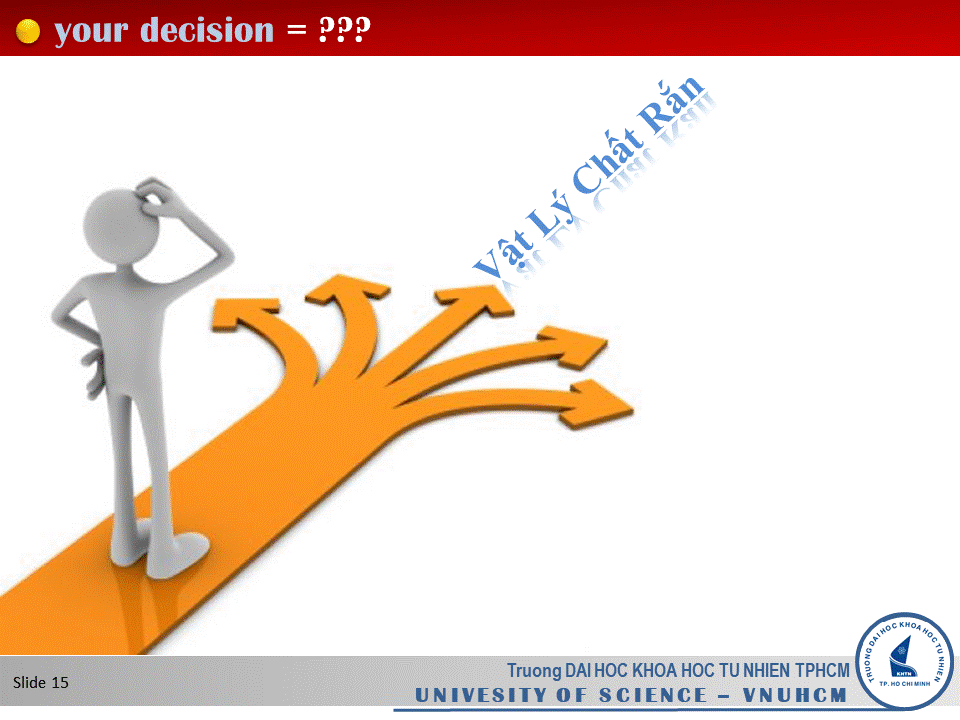 your decision = ???
Vật Lý Chất Rắn
Slide 15
Truong DAI HOC KHOA HOC TU NHIEN TPHCM
UNIVESITY OF SCIENCE – VNUHCM
TRUONG DAI HOC KHOA HOC TU NHIEN
KHTN
TP. HO CHI MINH